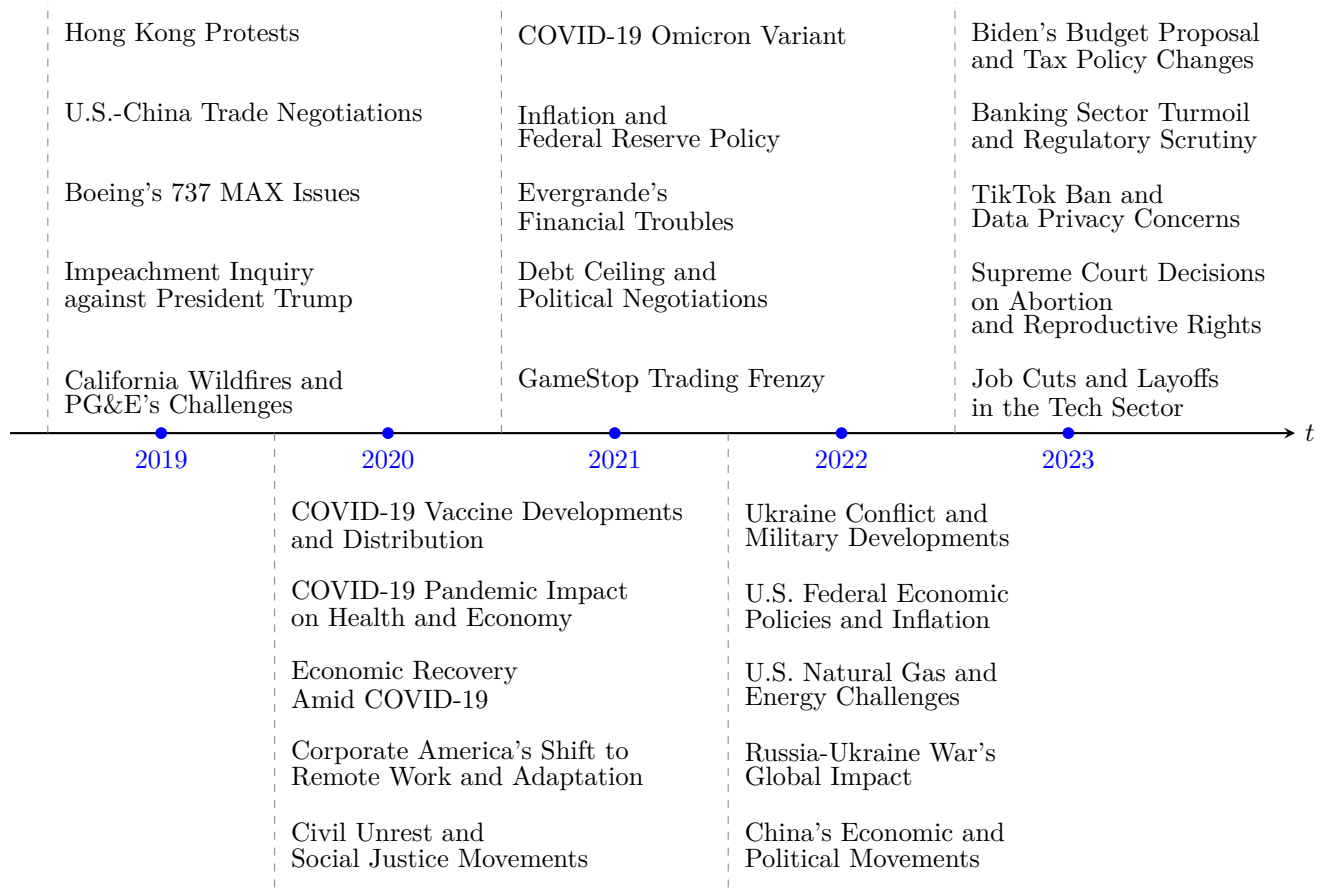 Hong Kong Protests
U.S.-China Trade Negotiations
Boeing's 737 MAX Issues
Impeachment Inquiry
against President Trump
California Wildfires and
PG&E's Challenges
COVID-19 Omicron Variant
Inflation and
Federal Reserve Policy
Evergrande's
Financial Troubles
Debt Ceiling and
Political Negotiations
GameStop Trading Frenzy
Biden's Budget Proposal
and Tax Policy Changes
Banking Sector Turmoil
and Regulatory Scrutiny
TikTok Ban and
Data Privacy Concerns
Supreme Court Decisions
on Abortion
and Reproductive Rights
Job Cuts and Layoffs
in the Tech Sector
t
2019
2020
2021
2022
2023
COVID-19 Vaccine Developments
and Distribution
COVID-19 Pandemic Impact
on Health and Economy
Economic Recovery
Amid COVID-19
Corporate America's Shift to
Remote Work and Adaptation
Civil Unrest and
Social Justice Movements
Ukraine Conflict and
Military Developments
U.S. Federal Economic
Policies and Inflation
U.S. Natural Gas and
Energy Challenges
Russia-Ukraine War's
Global Impact
China's Economic and
Political Movements